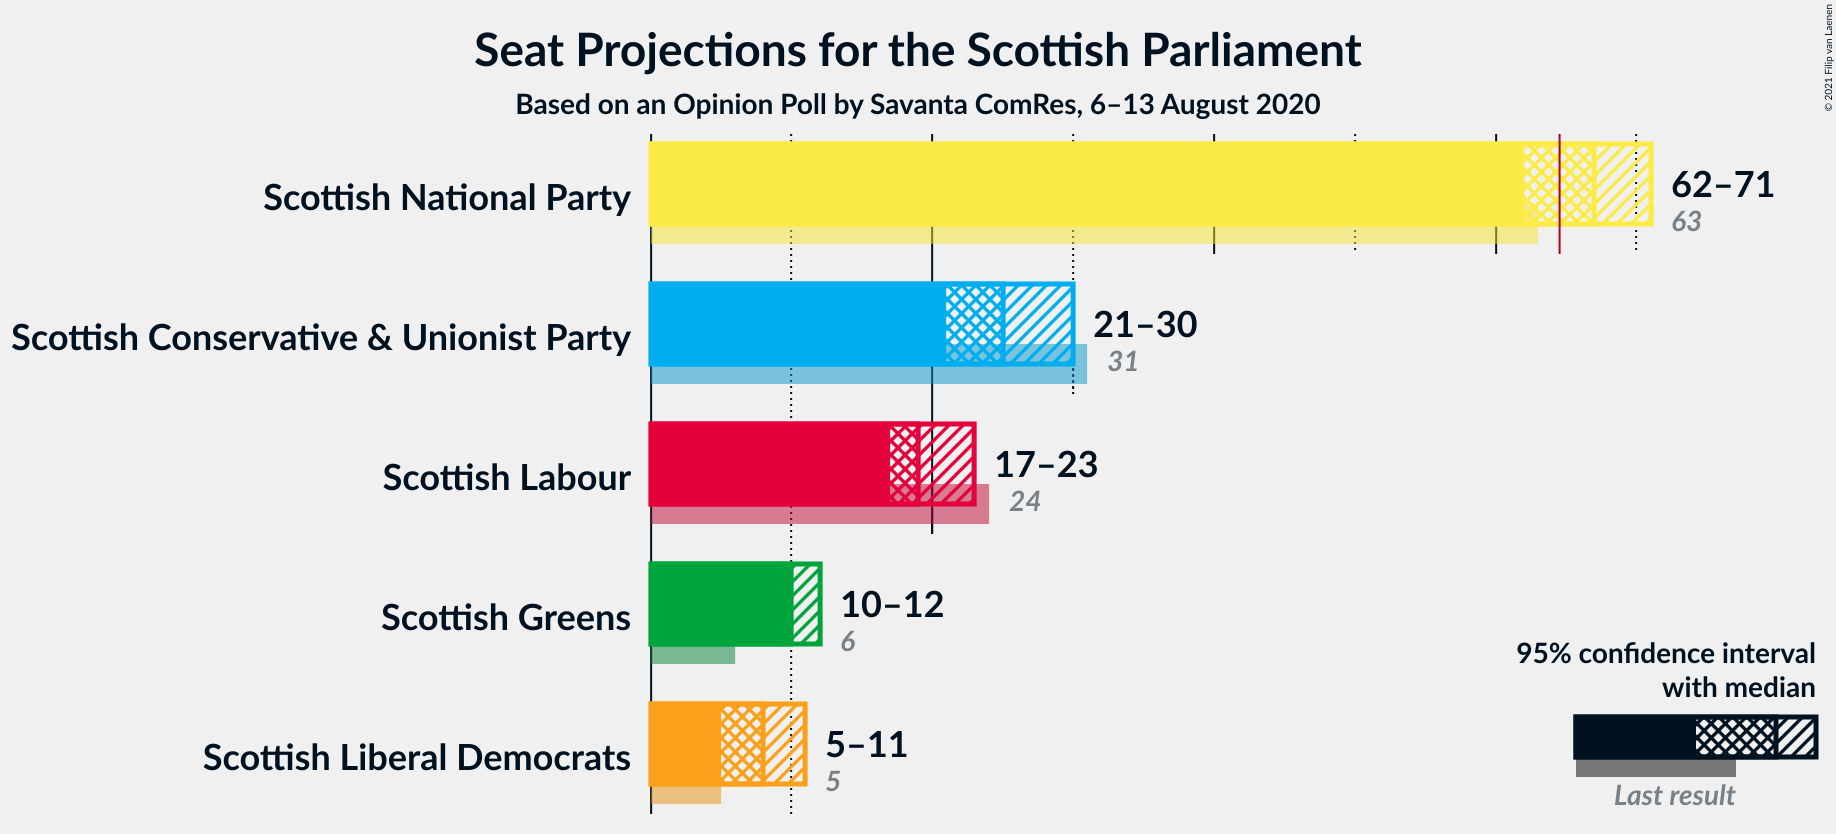 Seat Projections for the Scottish Parliament
Based on an Opinion Poll by Savanta ComRes, 6–13 August 2020
© 2021 Filip van Laenen
Scottish National Party
62–71
63
Scottish Conservative & Unionist Party
21–30
31
Scottish Labour
17–23
24
Scottish Greens
10–12
6
Scottish Liberal Democrats
5–11
5
95% confidence interval
with median
Last result